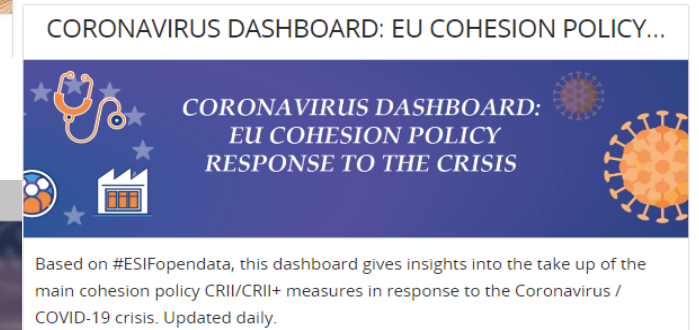 CORONAVIRUS DASHBOARD: EU COHESION POLICY...
CORONAVIRUS DASHBOARD:
EU COHESION POLICY
RESPONSE TO THE CRISIS
Based on #ESIFopendata, this dashboard gives insights into the take up of the
main cohesion policy CRII/CRII+ measures in response to the Coronavirus /
COVID-19 crisis. Updated daily.